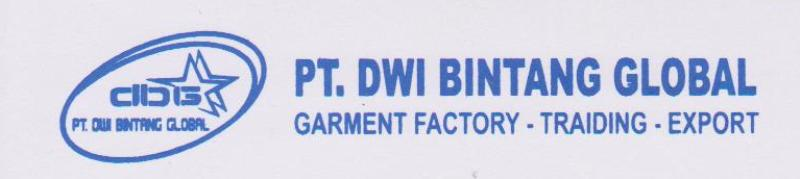 dbG
PT. DWI BINTANG GLOBAL
PT. DWI BINTANG GLOBAL
GARMENT FACTORY - TRAIDING - EXPORT